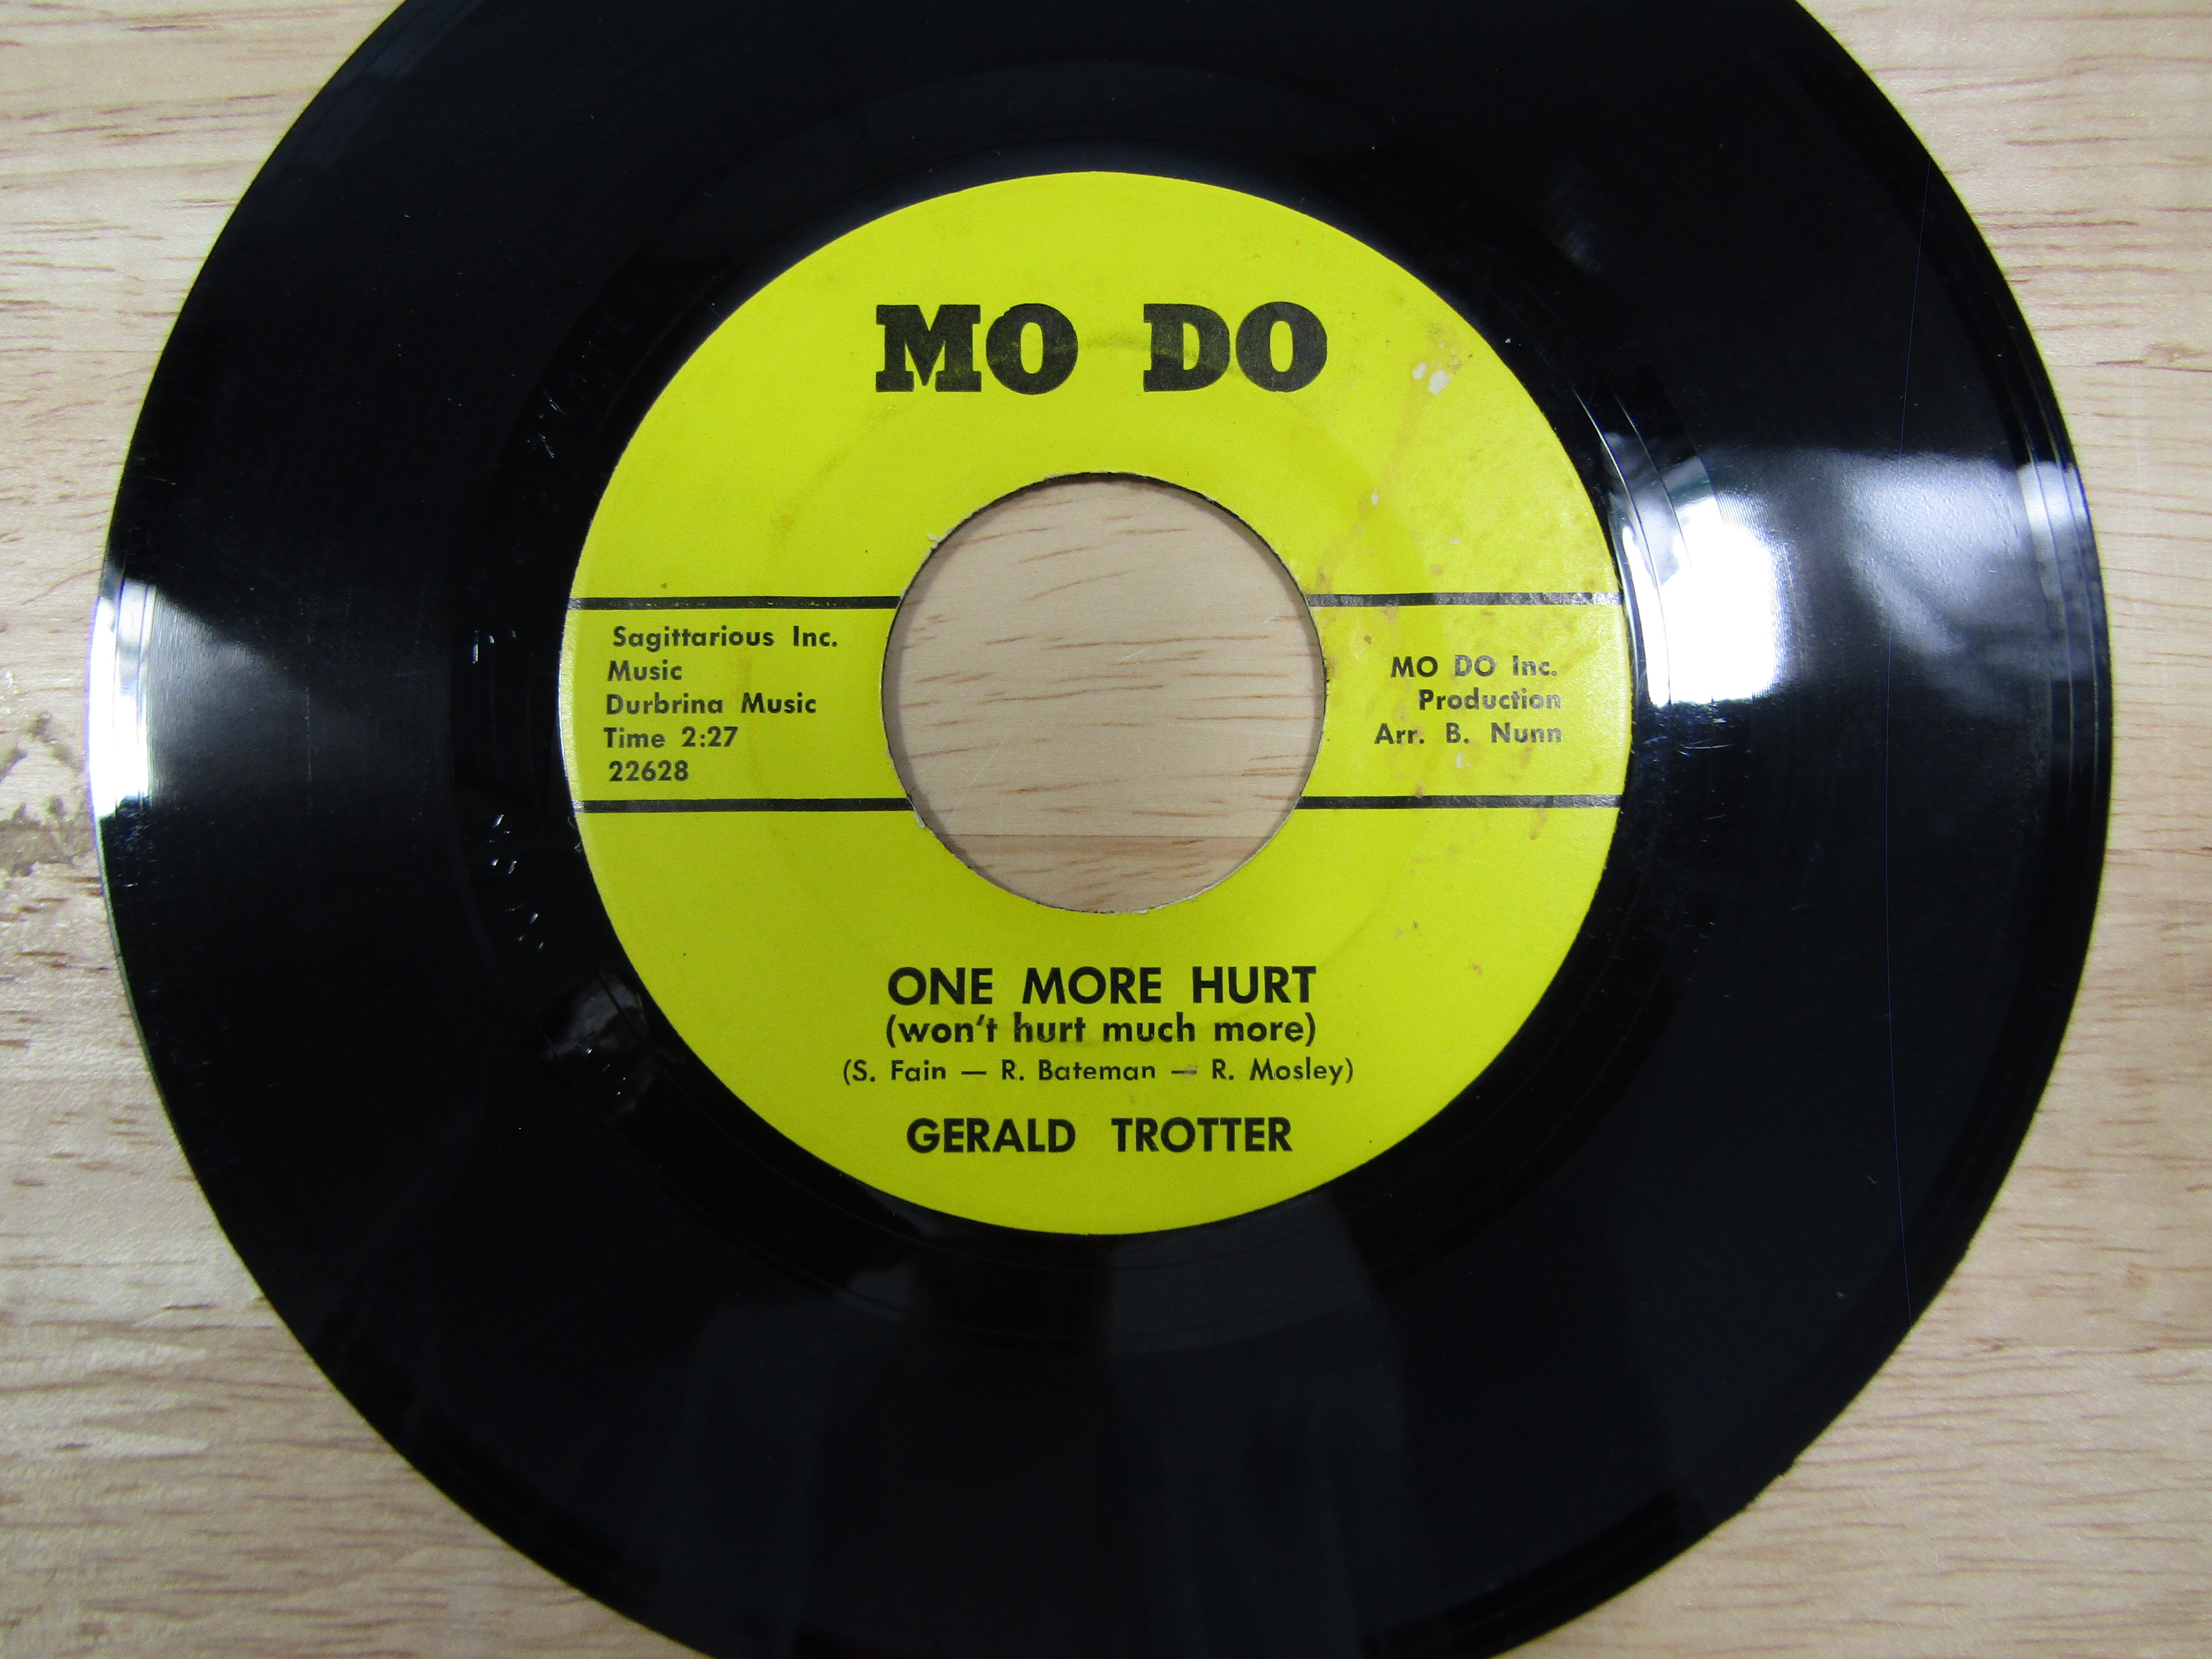 MO DO
Sagittarious Inc.
Music
Durbrina Music
Time 2:27
22628
MO DO Inc.
Production
Arr. B. Nunn
ONE MORE HURT
(won't hurt much more)
(S. Fain — R. Bateman — R. Mosley)
GERALD TROTTER